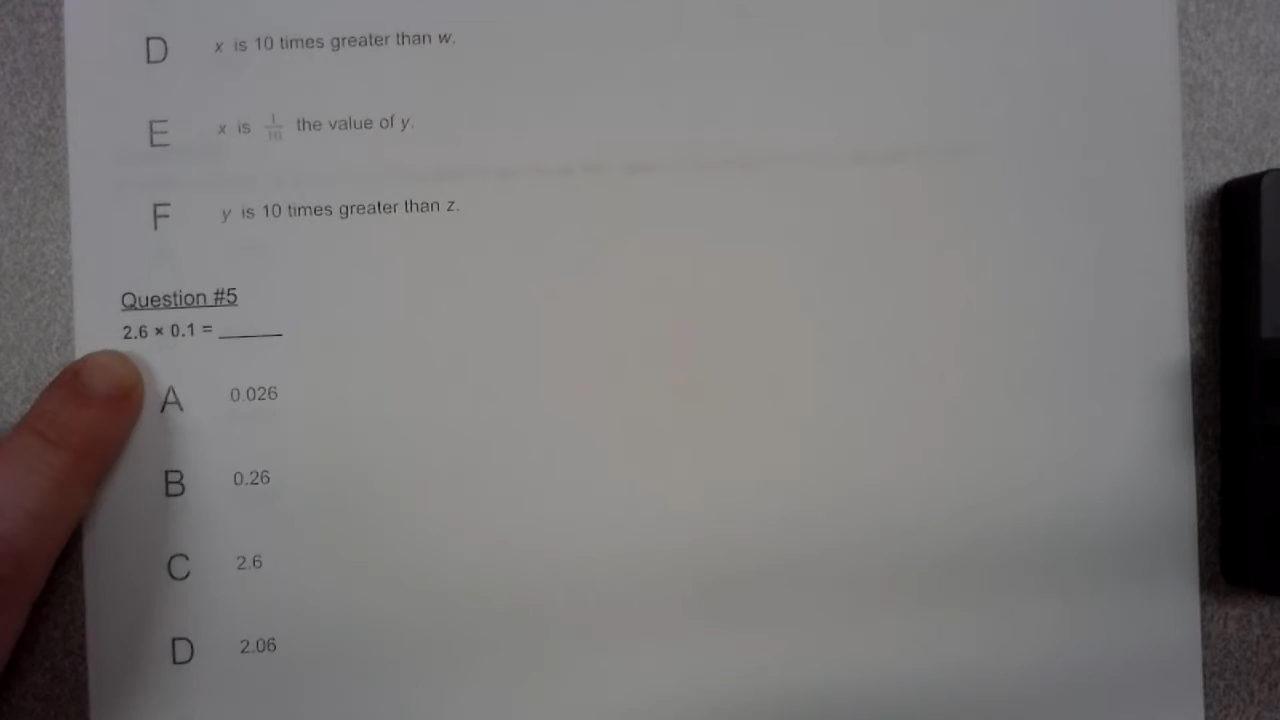 D x is 10 times greater than w.
E x is 1/10 the value of y.
F y is 10 times greater than z.
Question #5
2.6 × 0.1 = ______
A 0.026
B 0.26
C 2.6
D 2.06